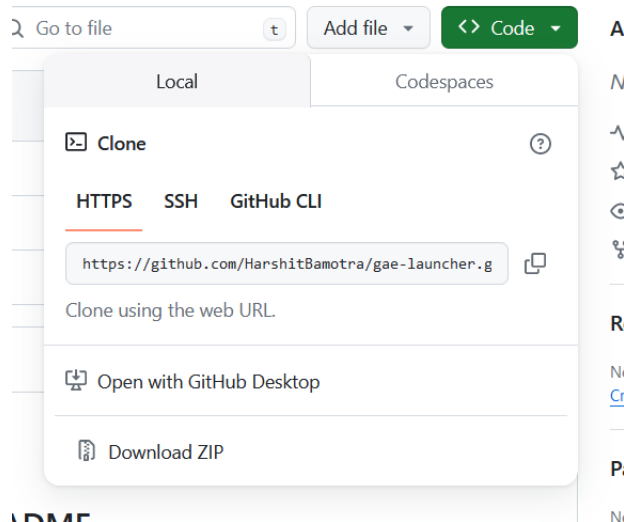 Go to file
t
Add file
Code
Local
Codespaces
Clone
HTTPS
SSH
GitHub CLI
https://github.com/HarshitBamotra/gae-launcher.g
Clone using the web URL.
Open with GitHub Desktop
Download ZIP